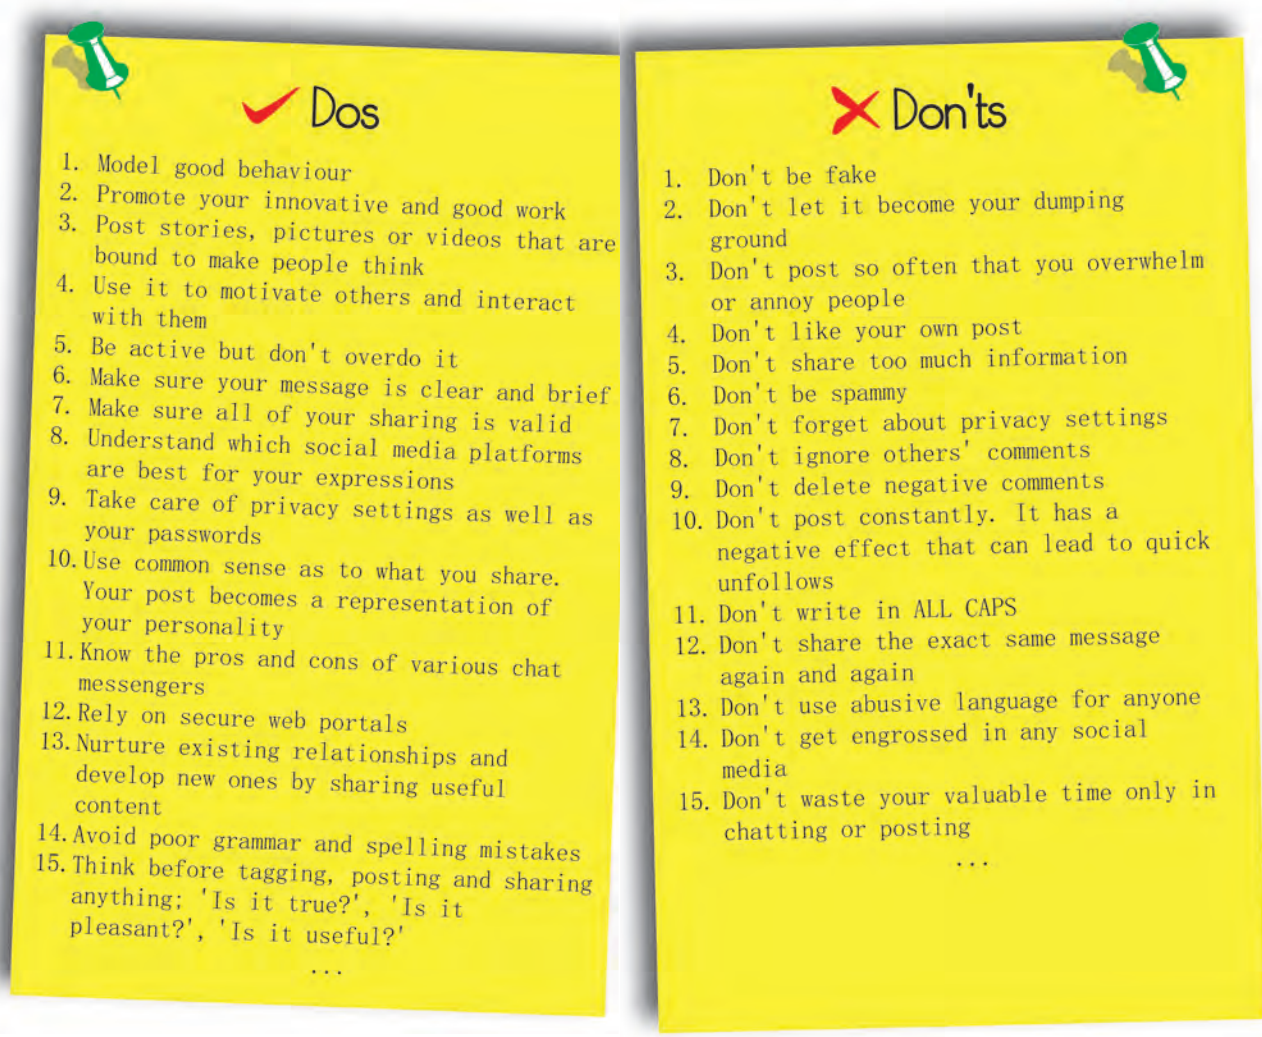 Dos
1. Model good behaviour
2. Promote your innovative and good work
3. Post stories, pictures or videos that are
bound to make people think
4. Use it to motivate others and interact
with them
5. Be active but don't overdo it
6. Make sure your message is clear and brief
7. Make sure all of your sharing is valid
8. Understand which social media platforms
are best for your expressions
9. Take care of privacy settings as well as
your passwords
10. Use common sense as to what you share.
Your post becomes a representation of
your personality
11. Know the pros and cons of various chat
messengers
12. Rely on secure web portals
13. Nurture existing relationships and
develop new ones by sharing useful
content
14. Avoid poor grammar and spelling mistakes
15. Think before tagging, posting and sharing
anything; 'Is it true?', 'Is it
pleasant?', 'Is it useful?'
...
Don'ts
1. Don't be fake
2. Don't let it become your dumping
ground
3. Don't post so often that you overwhelm
or annoy people
4. Don't like your own post
5. Don't share too much information
6. Don't be spammy
7. Don't forget about privacy settings
8. Don't ignore others' comments
9. Don't delete negative comments
10. Don't post constantly. It has a
negative effect that can lead to quick
unfollows
11. Don't write in ALL CAPS
12. Don't share the exact same message
again and again
13. Don't use abusive language for anyone
14. Don't get engrossed in any social
media
15. Don't waste your valuable time only in
chatting or posting
...